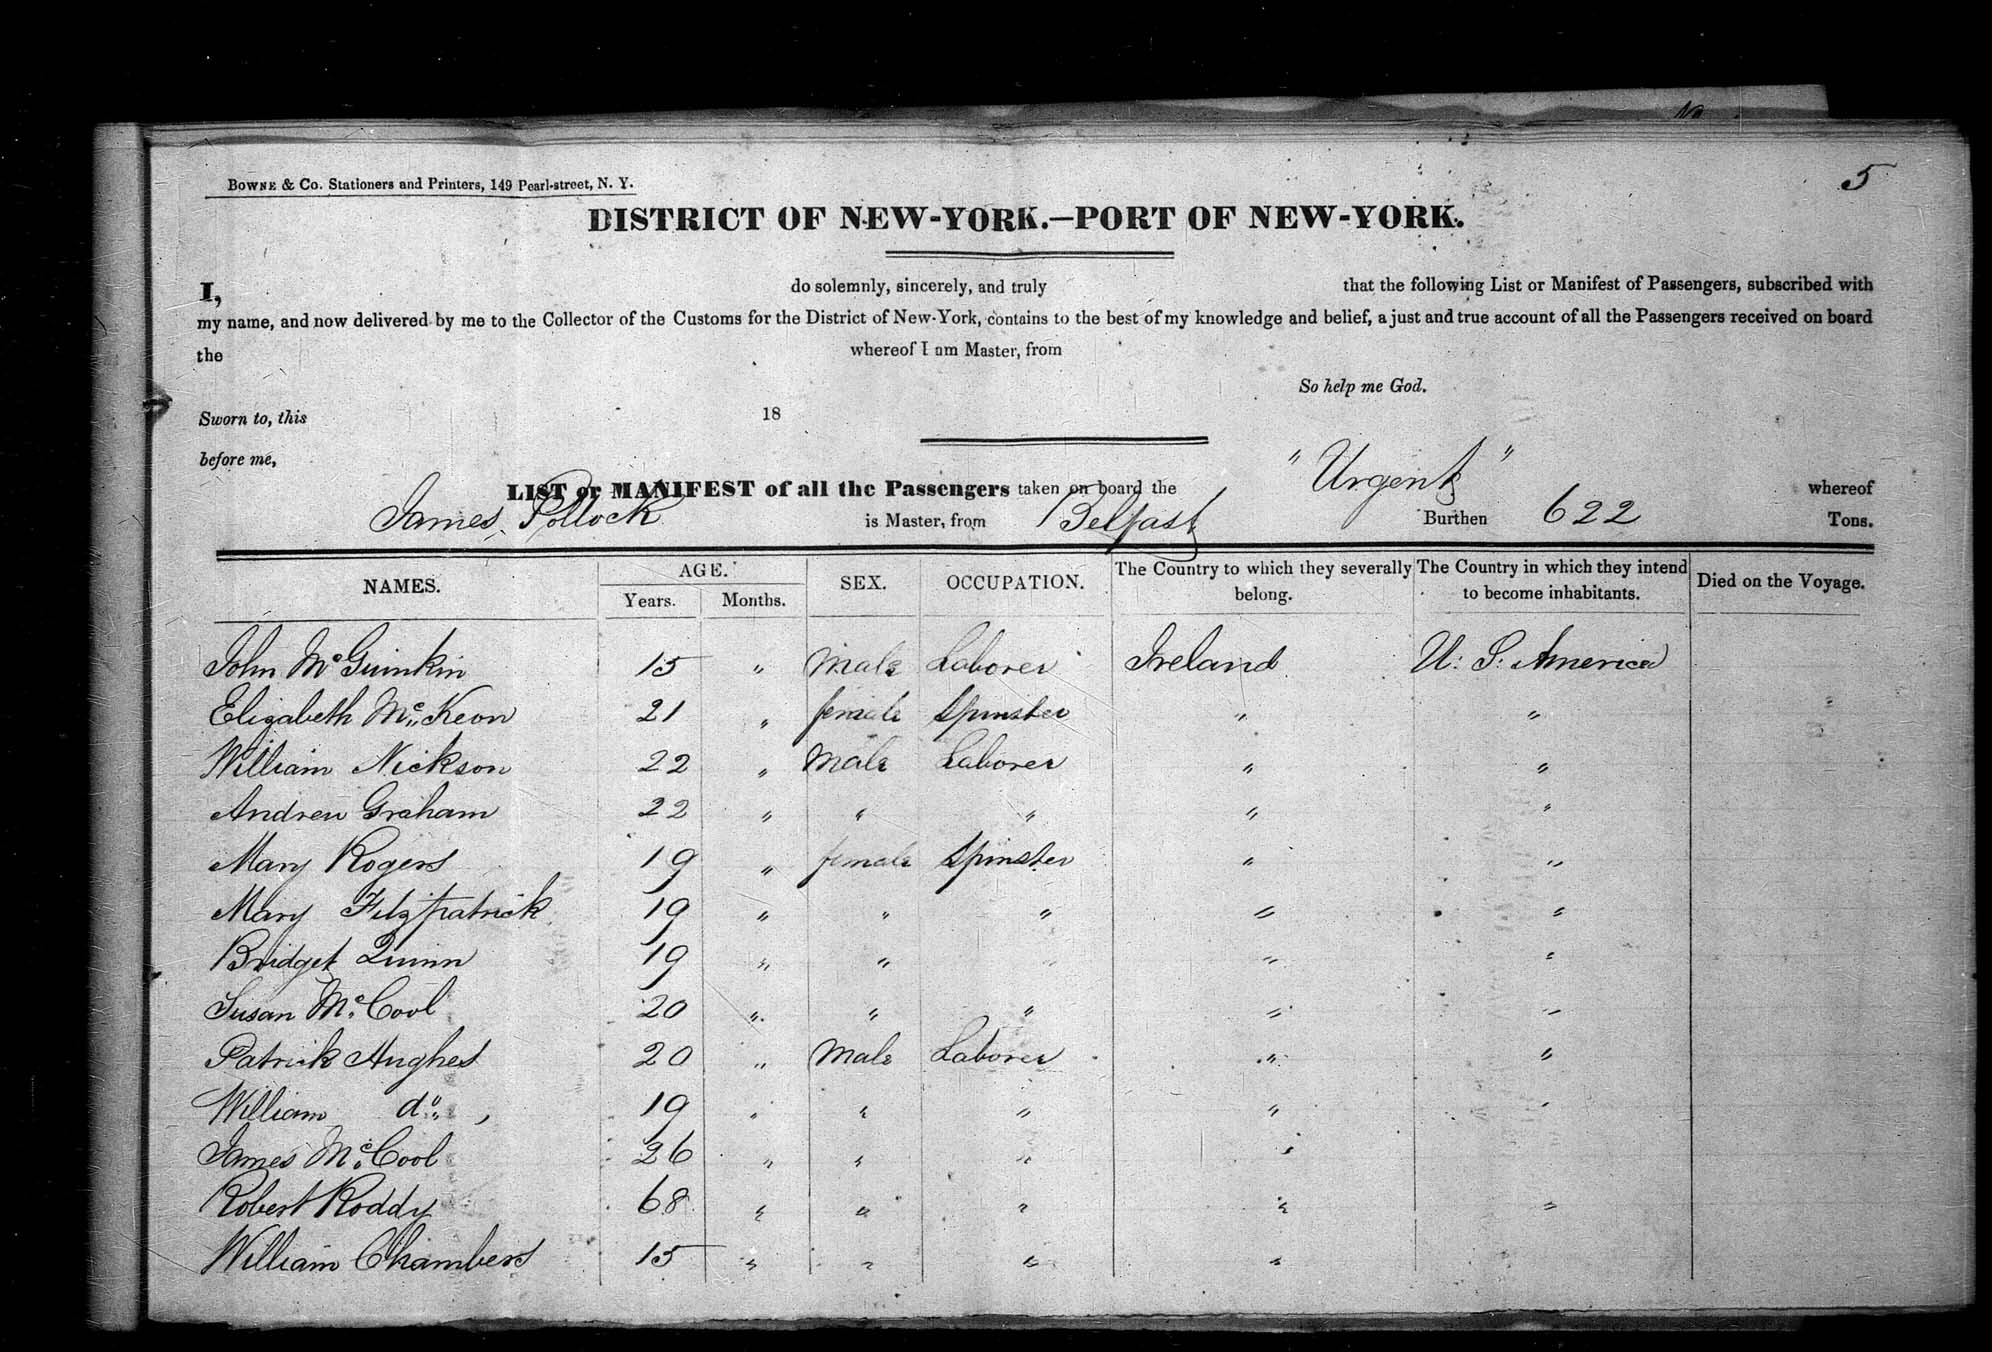 5
BOWNE & CO. Stationers and Printers, 149 Pearl-street, N. Y.
DISTRICT OF NEW-YORK.—PORT OF NEW-YORK.
I, do solemnly, sincerely, and truly that the following List or Manifest of Passengers, subscribed with
my name, and now delivered by me to the Collector of the Customs for the District of New-York, contains to the best of my knowledge and belief, a just and true account of all the Passengers received on board
the whereof I am Master, from
So help me God.
Sworn to, this 18
before me,
LIST or MANIFEST of all the Passengers taken on board the "Urgent" whereof
James Pollock is Master, from Belfast Burthen 622 Tons.
NAMES. AGE. SEX. OCCUPATION. The Country to which they severally belong. The Country in which they intend to become inhabitants. Died on the Voyage.
Years. Months.
John McGuinkin 15 " male Laborer Ireland U. S. America
Elizabeth McKeon 21 " female Spinster " "
William Nickson 22 " male Laborer " "
Andrew Graham 22 " " " " "
Mary Rogers 19 " female Spinster " "
Mary Fitzpatrick 19 " " " " "
Bridget Quinn 19 " " " " "
Susan McCool 20 " " " " "
Patrick Hughes 20 " male Laborer " "
William do 19 " " " " "
James McCool 26 " " " "
Robert Roddy 68 " " " " "
William Chambers 15 " " " "